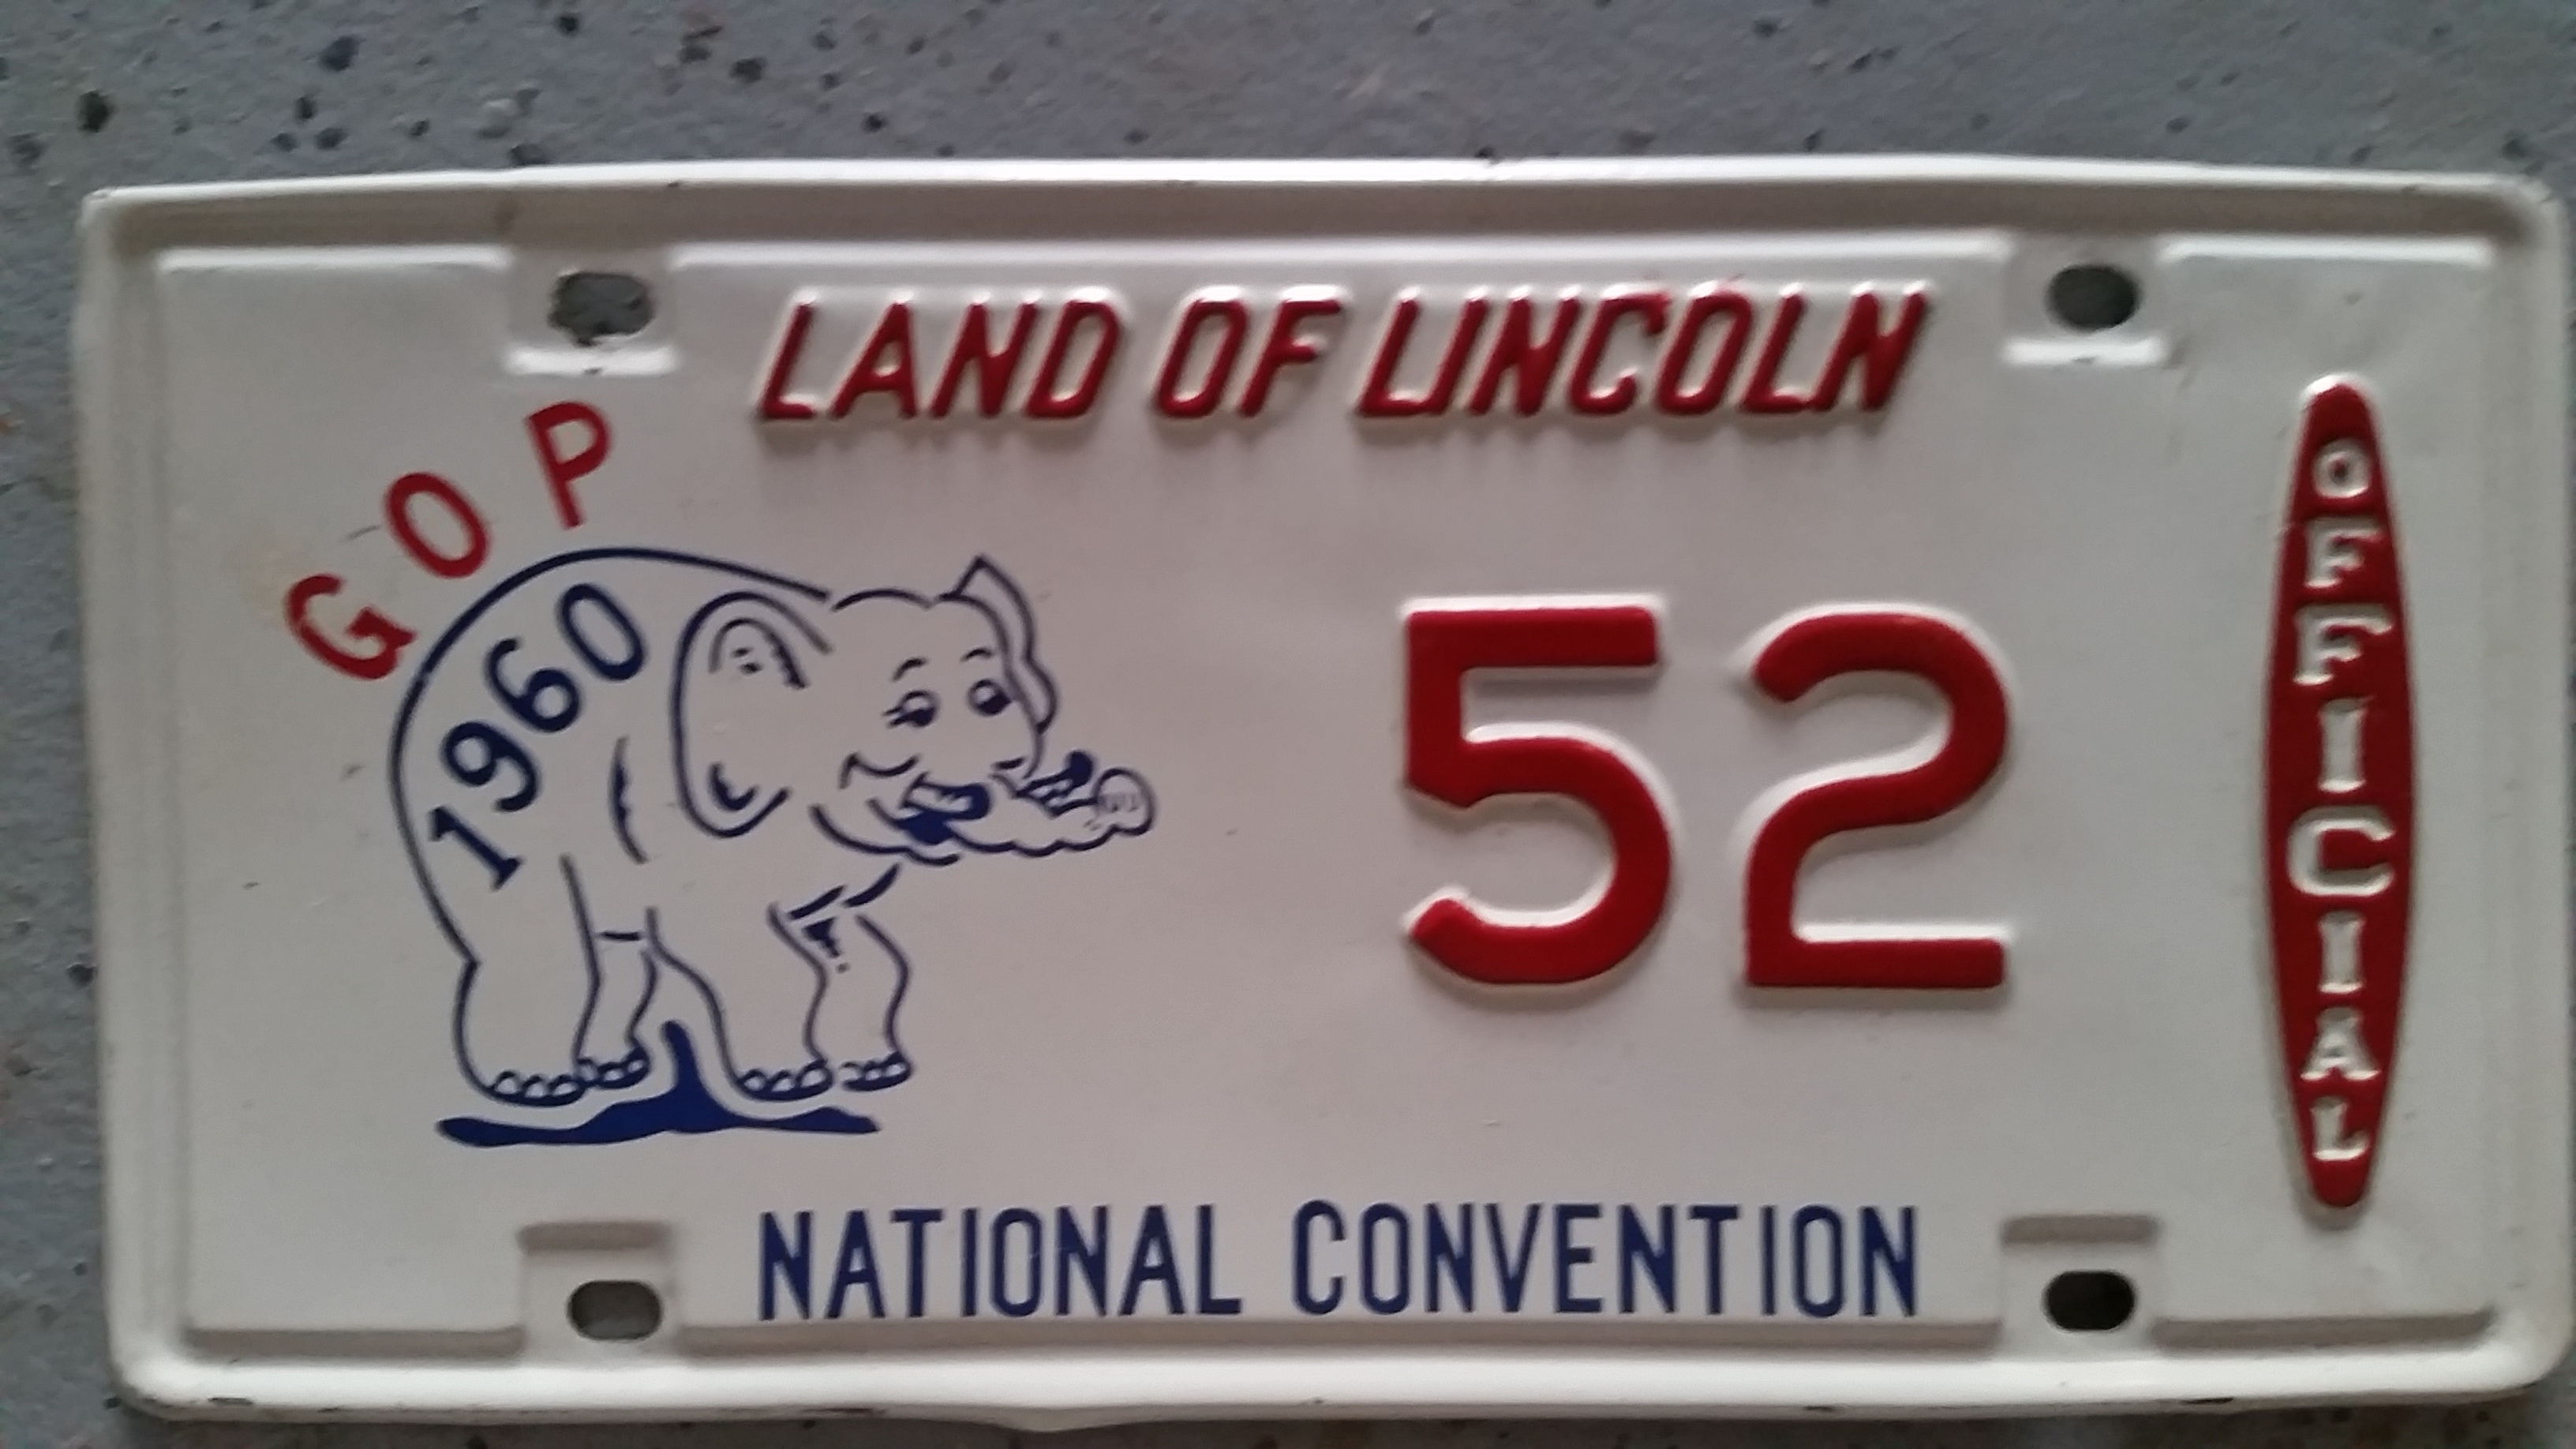 LAND OF LINCOLN
GOP
1960
52
OFFICIAL
NATIONAL CONVENTION